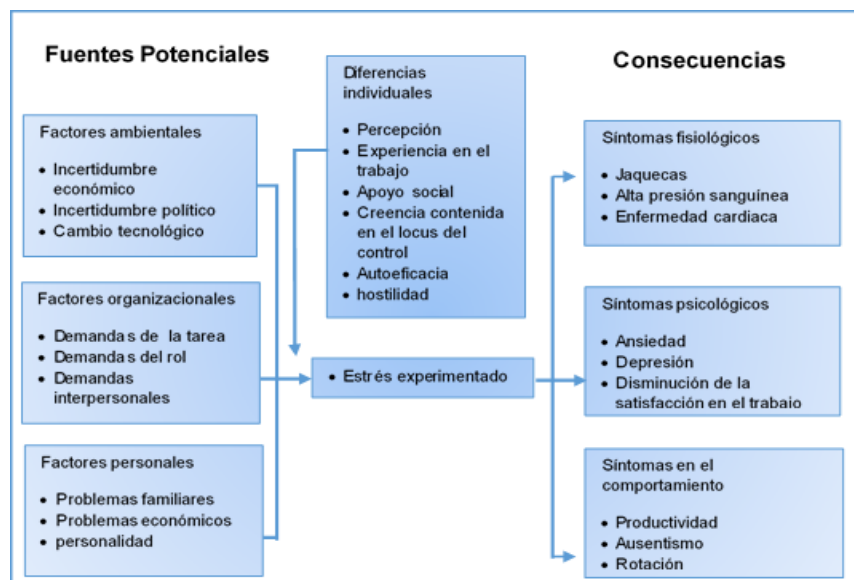 Fuentes Potenciales
Factores ambientales
• Incertidumbre
económico
• Incertidumbre político
• Cambio tecnológico
Factores organizacionales
• Demandas de la tarea
• Demandas del rol
• Demandas
interpersonales
Factores personales
• Problemas familiares
• Problemas económicos
• personalidad
Diferencias
individuales
• Percepción
• Experiencia en el
trabajo
• Apoyo social
• Creencia contenida
en el locus del
control
• Autoeficacia
• hostilidad
• Estrés experimentado
Consecuencias
Síntomas fisiológicos
• Jaquecas
• Alta presión sanguínea
• Enfermedad cardiaca
Síntomas psicológicos
• Ansiedad
• Depresión
• Disminución de la
satisfacción en el trabaio
Síntomas en el
comportamiento
• Productividad
• Ausentismo
• Rotación